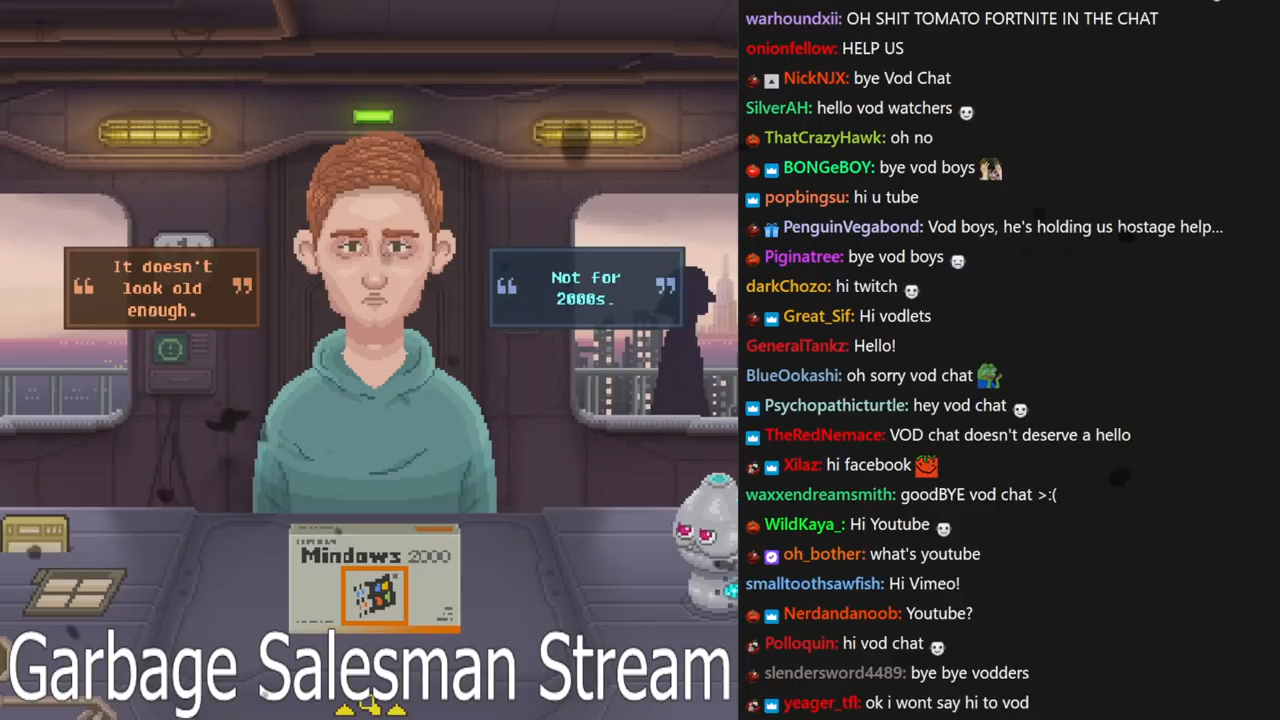 It doesn't
look old
enough.
Not for
2000s.
Mindows 2000
Garbage Salesman Stream
warhoundxii: OH SHIT TOMATO FORTNITE IN THE CHAT
onionfellow: HELP US
NickNJX: bye Vod Chat
SilverAH: hello vod watchers
ThatCrazyHawk: oh no
BONGeBOY: bye vod boys
popbingsu: hi u tube
PenguinVegabond: Vod boys, he's holding us hostage help...
Piginatree: bye vod boys
darkChozo: hi twitch
Great_Sif: Hi vodlets
GeneralTankz: Hello!
BlueOokashi: oh sorry vod chat
Psychopathicturtle: hey vod chat
TheRedNemace: VOD chat doesn't deserve a hello
Xilaz: hi facebook
waxxendreamsmith: goodBYE vod chat >:(
WildKaya_: Hi Youtube
oh_bother: what's youtube
smalltoothsawfish: Hi Vimeo!
Nerdandanoob: Youtube?
Polloquin: hi vod chat
slendersword4489: bye bye vodders
yeager_tfl: ok i wont say hi to vod